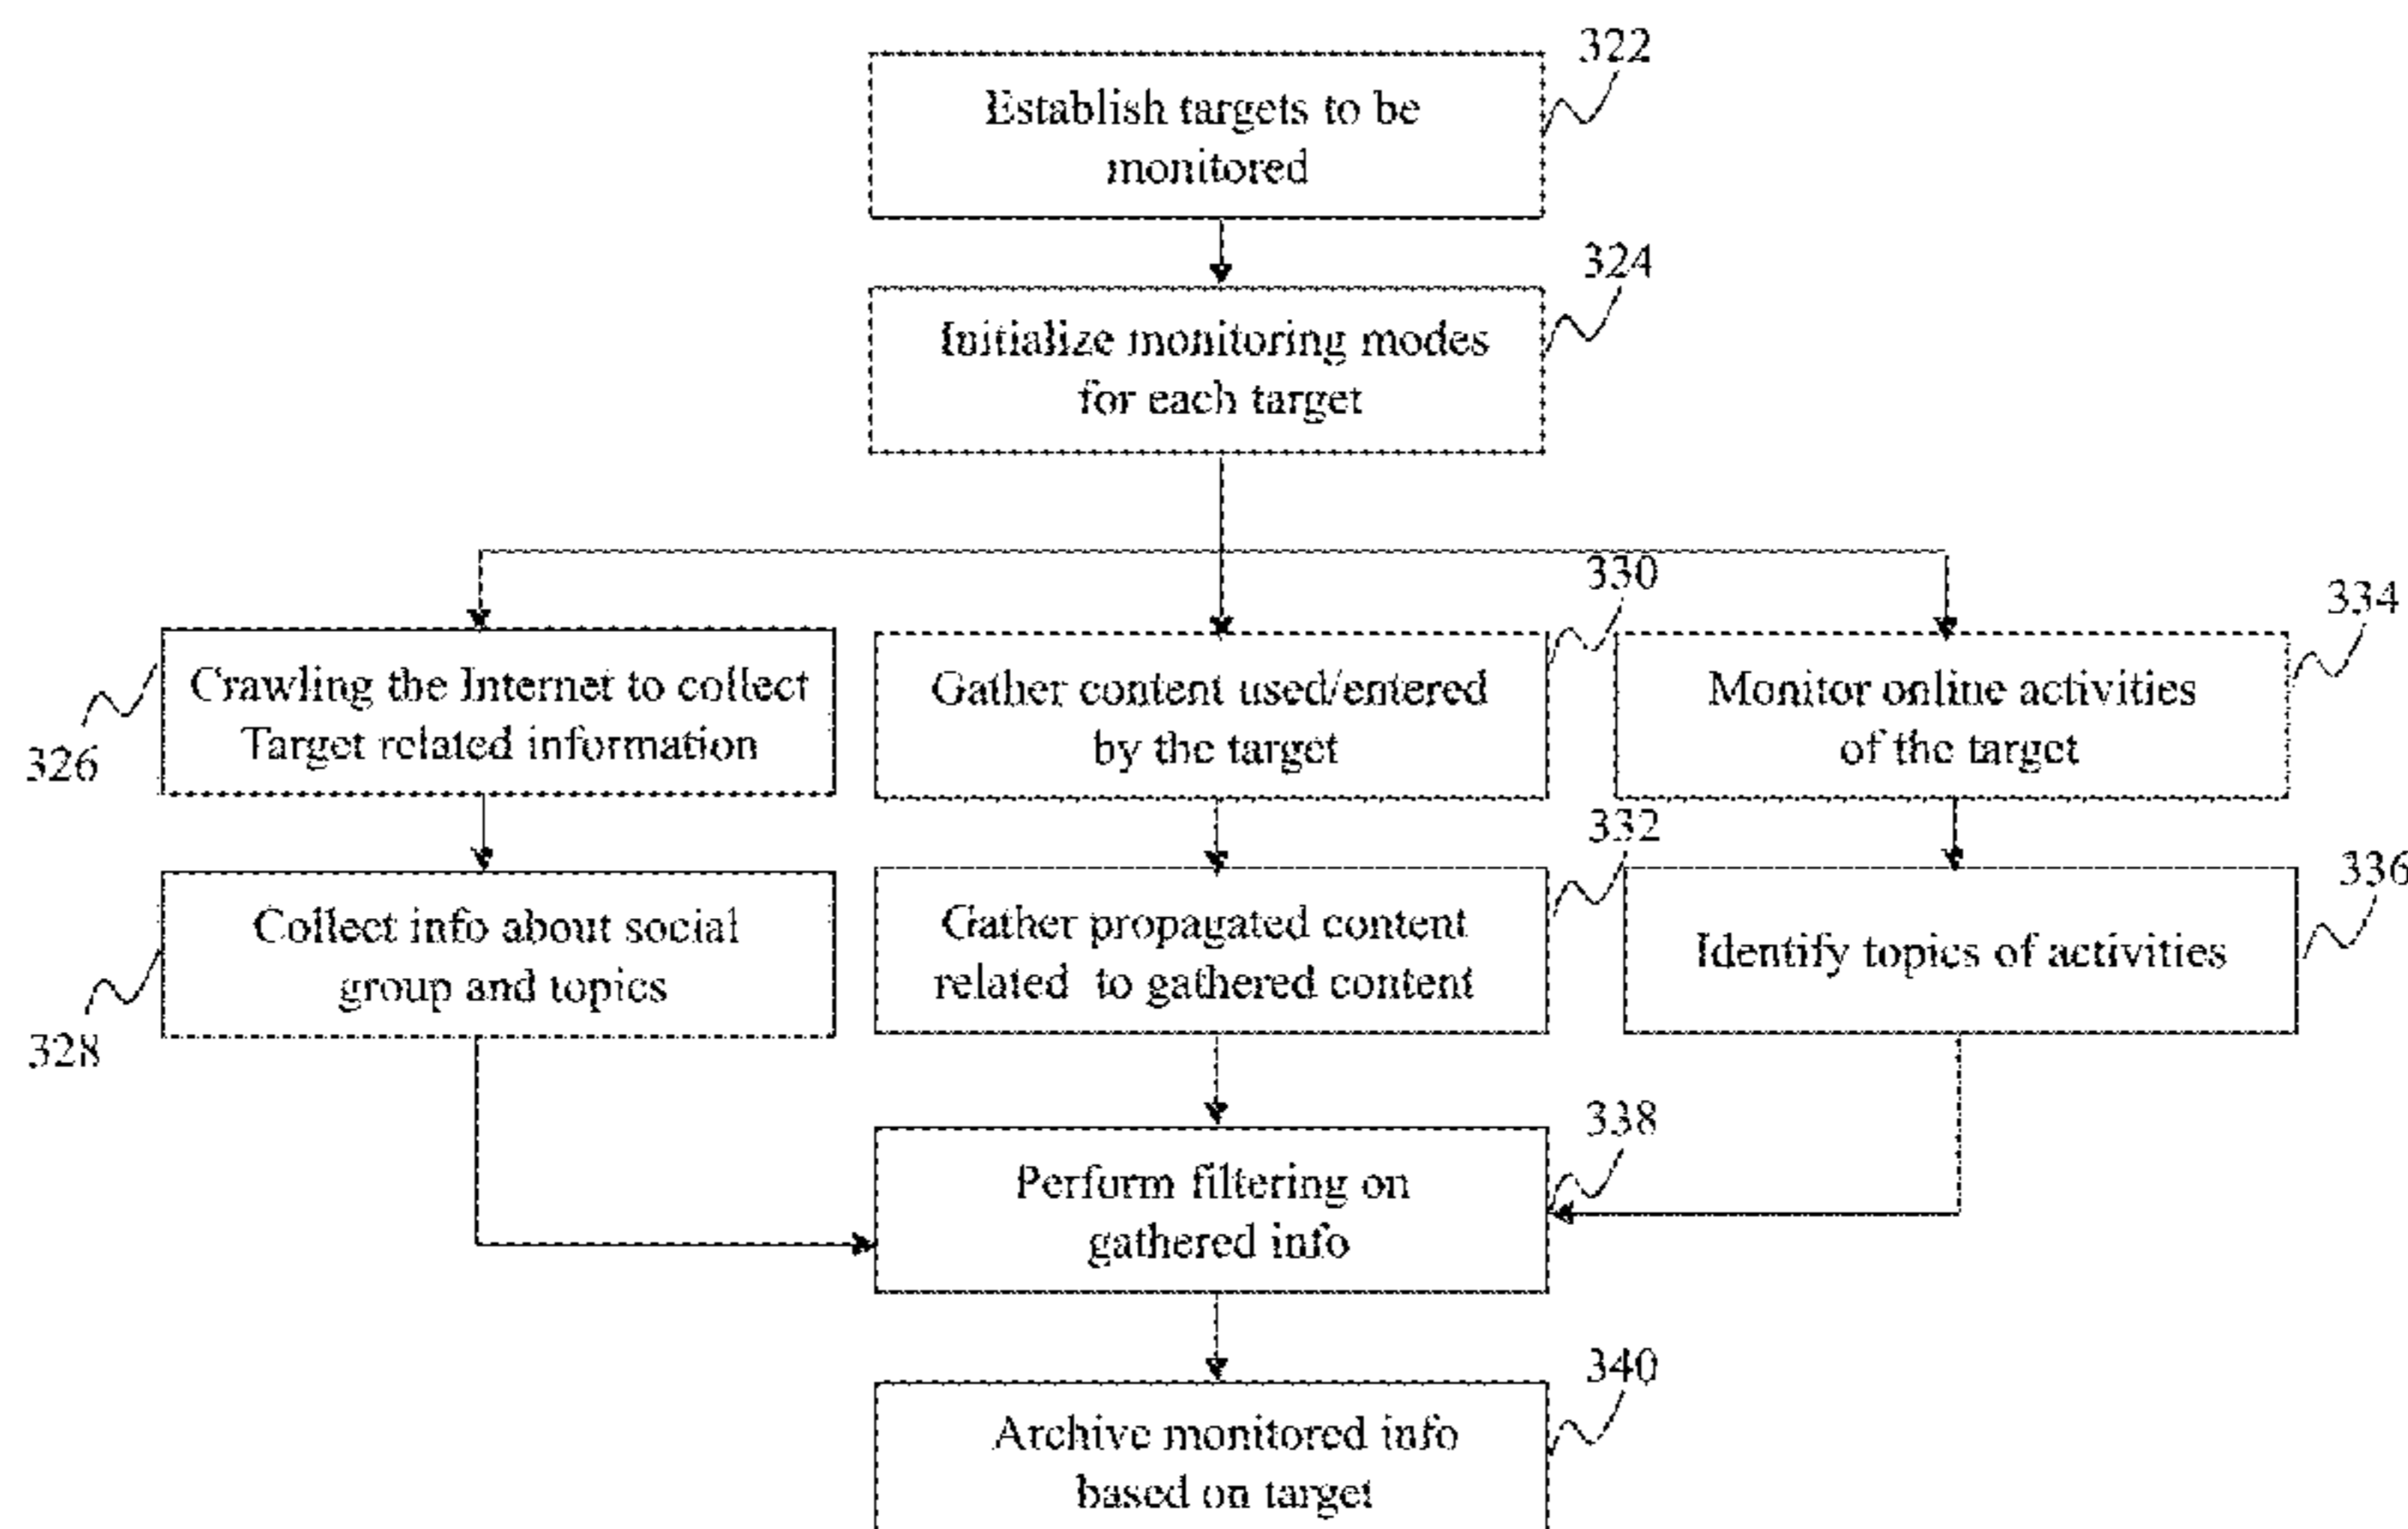 322
Establish targets to be
monitored
324
Initialize monitoring modes
for each target
330
334
326
Crawling the Internet to collect
Target related information
Gather content used/entered
by the target
Monitor online activities
of the target
332
336
328
Collect info about social
group and topics
Gather propagated content
related to gathered content
Identify topics of activities
338
Perform filtering on
gathered info
340
Archive monitored info
based on target